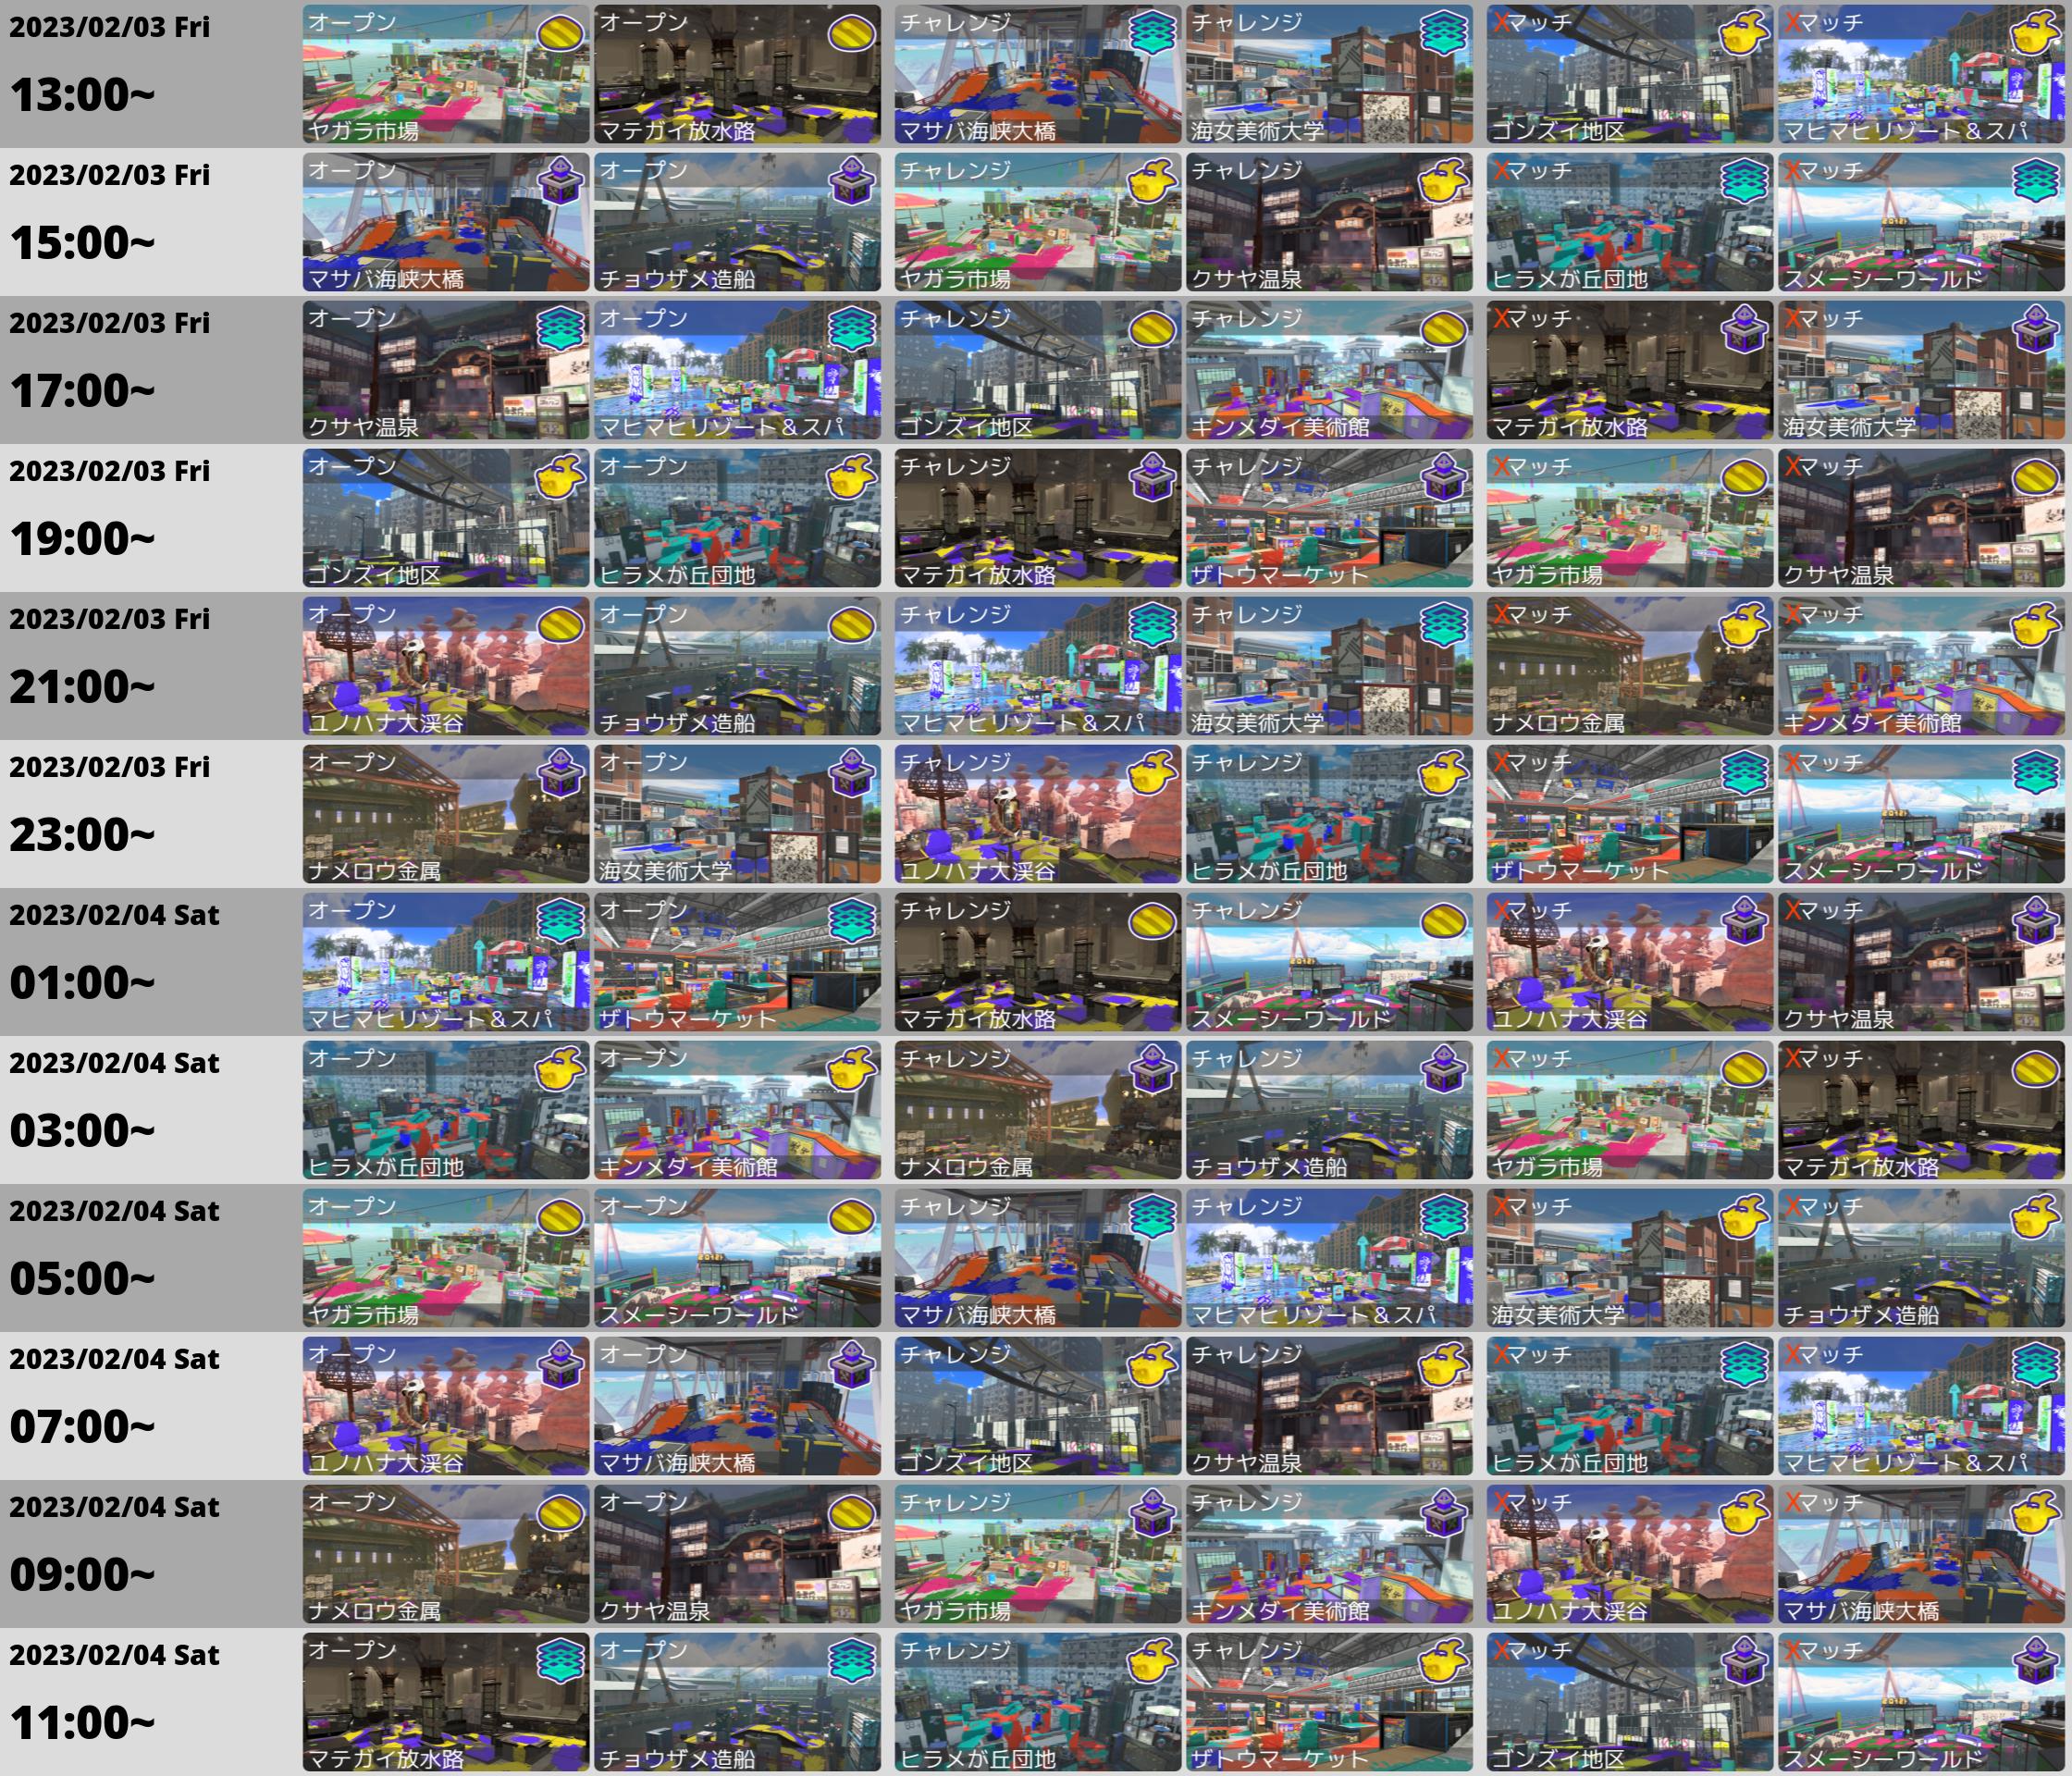 2023/02/03 Fri
13:00~
オープン
ヤガラ市場
オープン
マテガイ放水路
チャレンジ
マサバ海峡大橋
チャレンジ
海女美術大学
Xマッチ
ゴンズイ地区
Xマッチ
マヒマヒリゾート＆スパ
2023/02/03 Fri
15:00~
オープン
マサバ海峡大橋
オープン
チョウザメ造船
チャレンジ
ヤガラ市場
チャレンジ
クサヤ温泉
Xマッチ
ヒラメが丘団地
Xマッチ
スメーシーワールド
2023/02/03 Fri
17:00~
オープン
クサヤ温泉
オープン
マヒマヒリゾート＆スパ
チャレンジ
ゴンズイ地区
チャレンジ
キンメダイ美術館
Xマッチ
マテガイ放水路
Xマッチ
海女美術大学
2023/02/03 Fri
19:00~
オープン
ゴンズイ地区
オープン
ヒラメが丘団地
チャレンジ
マテガイ放水路
チャレンジ
ザトウマーケット
Xマッチ
ヤガラ市場
Xマッチ
クサヤ温泉
2023/02/03 Fri
21:00~
オープン
ユノハナ大渓谷
オープン
チョウザメ造船
チャレンジ
マヒマヒリゾート＆スパ
チャレンジ
海女美術大学
Xマッチ
ナメロウ金属
Xマッチ
キンメダイ美術館
2023/02/03 Fri
23:00~
オープン
ナメロウ金属
オープン
海女美術大学
チャレンジ
ユノハナ大渓谷
チャレンジ
ヒラメが丘団地
Xマッチ
ザトウマーケット
Xマッチ
スメーシーワールド
2023/02/04 Sat
01:00~
オープン
マヒマヒリゾート＆スパ
オープン
ザトウマーケット
チャレンジ
マテガイ放水路
チャレンジ
スメーシーワールド
Xマッチ
ユノハナ大渓谷
Xマッチ
クサヤ温泉
2023/02/04 Sat
03:00~
オープン
ヒラメが丘団地
オープン
キンメダイ美術館
チャレンジ
ナメロウ金属
チャレンジ
チョウザメ造船
Xマッチ
ヤガラ市場
Xマッチ
マテガイ放水路
2023/02/04 Sat
05:00~
オープン
ヤガラ市場
オープン
スメーシーワールド
チャレンジ
マサバ海峡大橋
チャレンジ
マヒマヒリゾート＆スパ
Xマッチ
海女美術大学
Xマッチ
チョウザメ造船
2023/02/04 Sat
07:00~
オープン
ユノハナ大渓谷
オープン
マサバ海峡大橋
チャレンジ
ゴンズイ地区
チャレンジ
クサヤ温泉
Xマッチ
ヒラメが丘団地
Xマッチ
マヒマヒリゾート＆スパ
2023/02/04 Sat
09:00~
オープン
ナメロウ金属
オープン
クサヤ温泉
チャレンジ
ヤガラ市場
チャレンジ
キンメダイ美術館
Xマッチ
ユノハナ大渓谷
Xマッチ
マサバ海峡大橋
2023/02/04 Sat
11:00~
オープン
マテガイ放水路
オープン
チョウザメ造船
チャレンジ
ヒラメが丘団地
チャレンジ
ザトウマーケット
Xマッチ
ゴンズイ地区
Xマッチ
スメーシーワールド